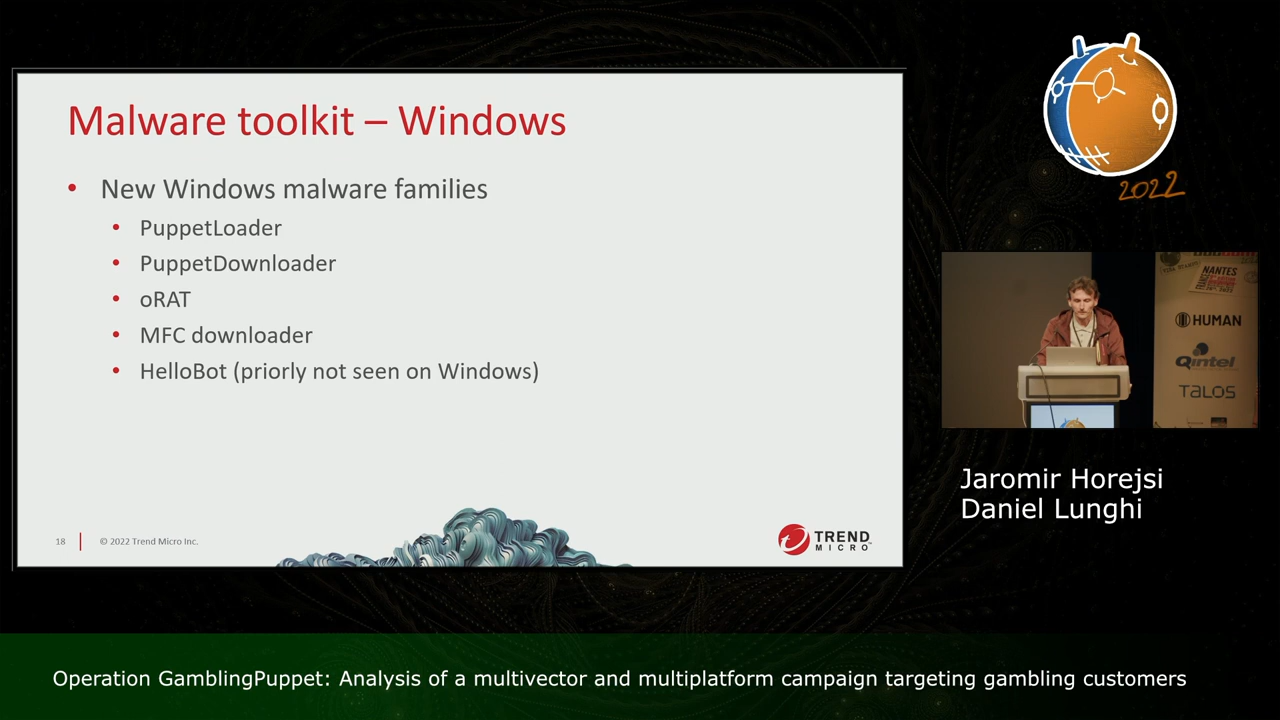 Malware toolkit – Windows
• New Windows malware families
• PuppetLoader
• PuppetDownloader
• oRAT
• MFC downloader
• HelloBot (priorly not seen on Windows)
18
© 2022 Trend Micro Inc.
TREND
MICRO
2022
NANTES
HUMAN
Qintel
TALOS
Jaromir Horejsi
Daniel Lunghi
Operation GamblingPuppet: Analysis of a multivector and multiplatform campaign targeting gambling customers